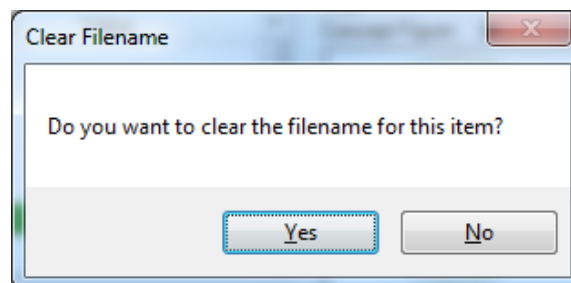 Clear Filename
Do you want to clear the filename for this item?
Yes
No